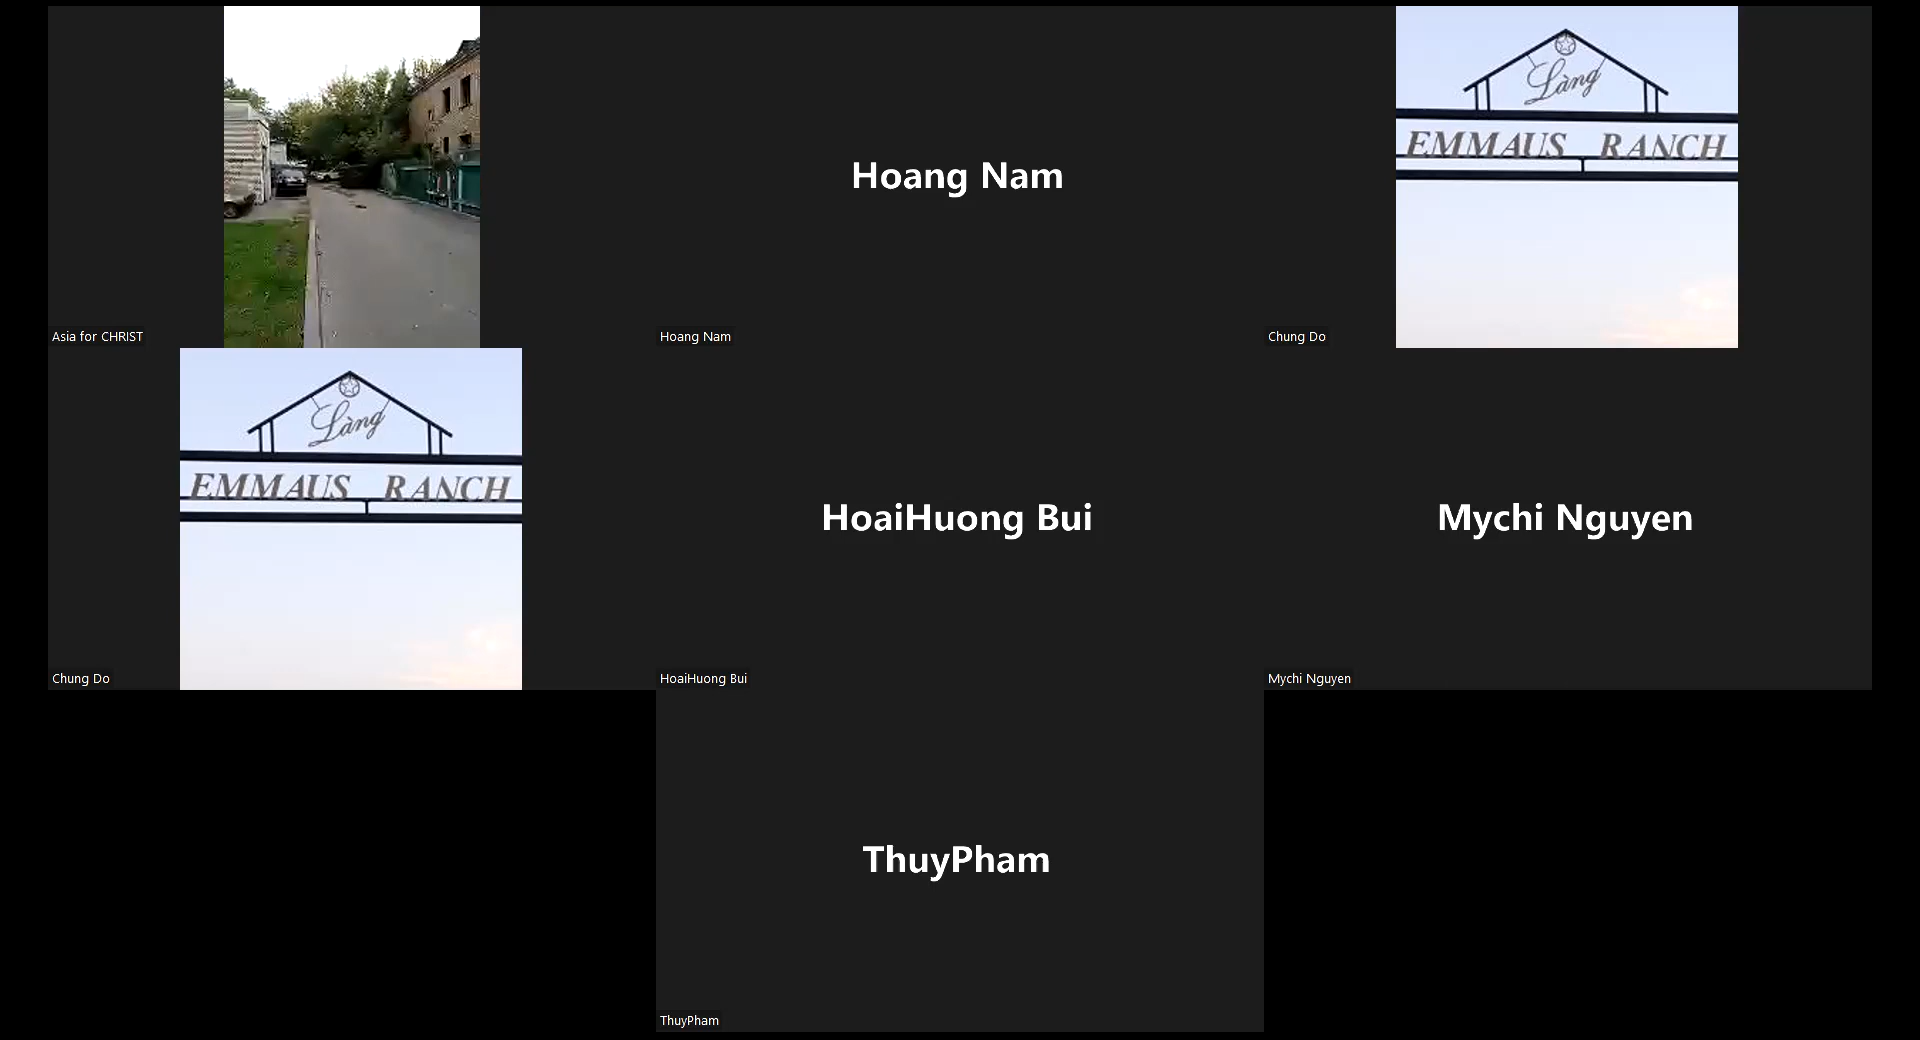 Hoang Nam
Làng
EMMAUS RANCH
Asia for CHRIST
Hoang Nam
Chung Do
Làng
EMMAUS RANCH
HoaiHuong Bui
Mychi Nguyen
Chung Do
HoaiHuong Bui
Mychi Nguyen
ThuyPham
ThuyPham